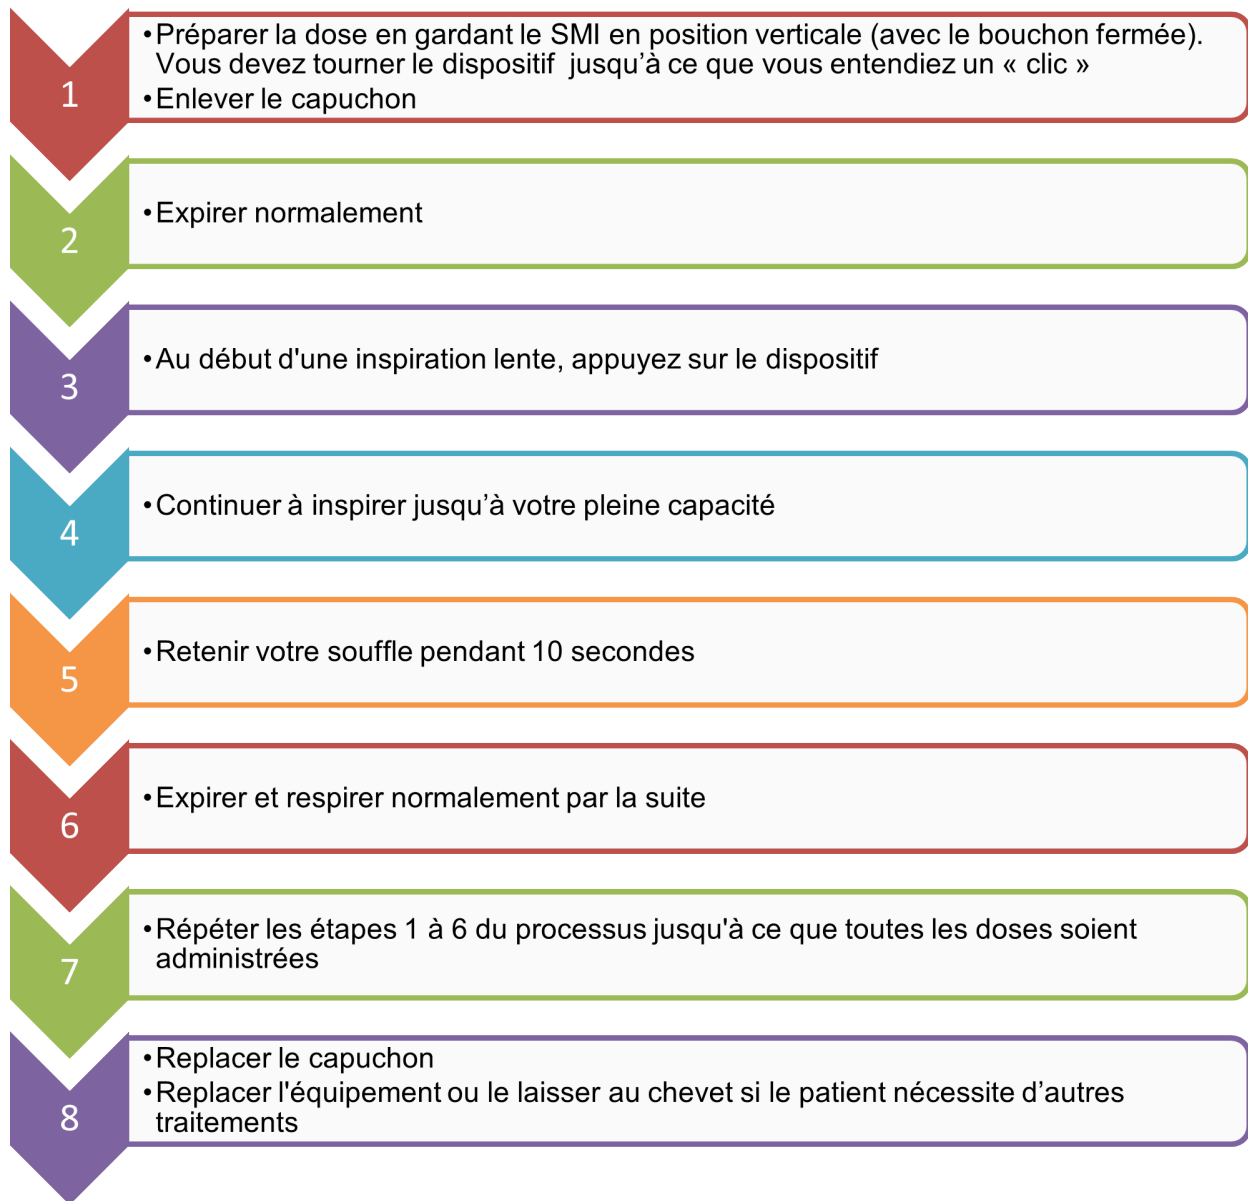 1
•Préparer la dose en gardant le SMI en position verticale (avec le bouchon fermée).
Vous devez tourner le dispositif  jusqu’à ce que vous entendiez un « clic »
•Enlever le capuchon
2
•Expirer normalement
3
•Au début d'une inspiration lente, appuyez sur le dispositif
4
•Continuer à inspirer jusqu’à votre pleine capacité
5
•Retenir votre souffle pendant 10 secondes
6
•Expirer et respirer normalement par la suite
7
•Répéter les étapes 1 à 6 du processus jusqu'à ce que toutes les doses soient
administrées
8
•Replacer le capuchon
•Replacer l'équipement ou le laisser au chevet si le patient nécessite d’autres
traitements